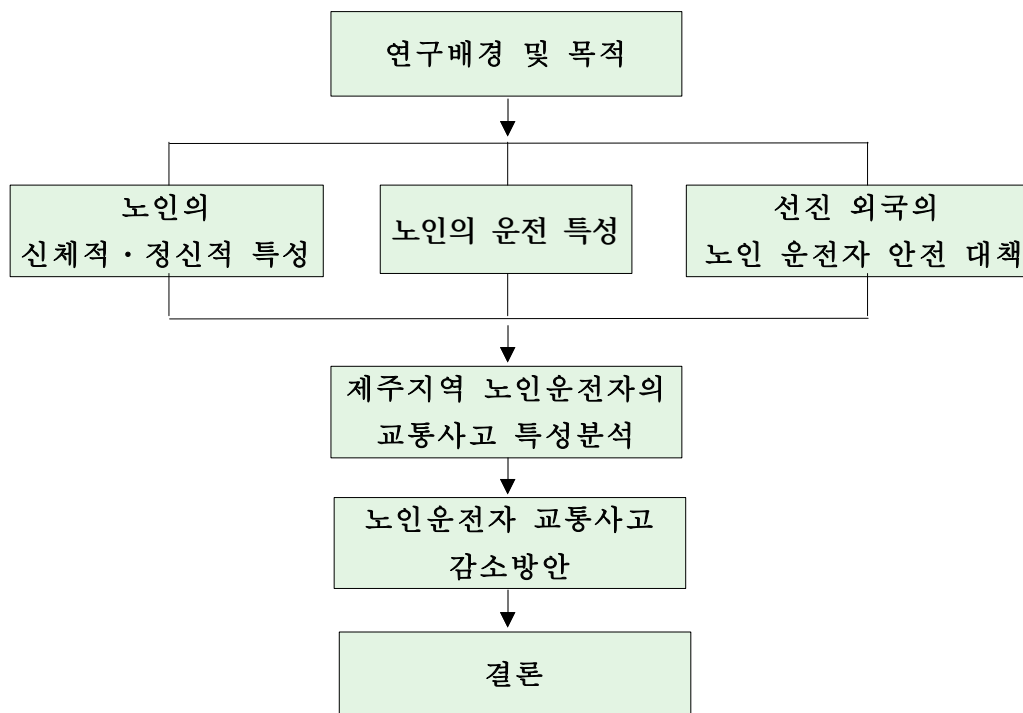 연구배경 및 목적
노인의
신체적·정신적 특성
노인의 운전 특성
선진 외국의
노인 운전자 안전 대책
제주지역 노인운전자의
교통사고 특성분석
노인운전자 교통사고
감소방안
결론